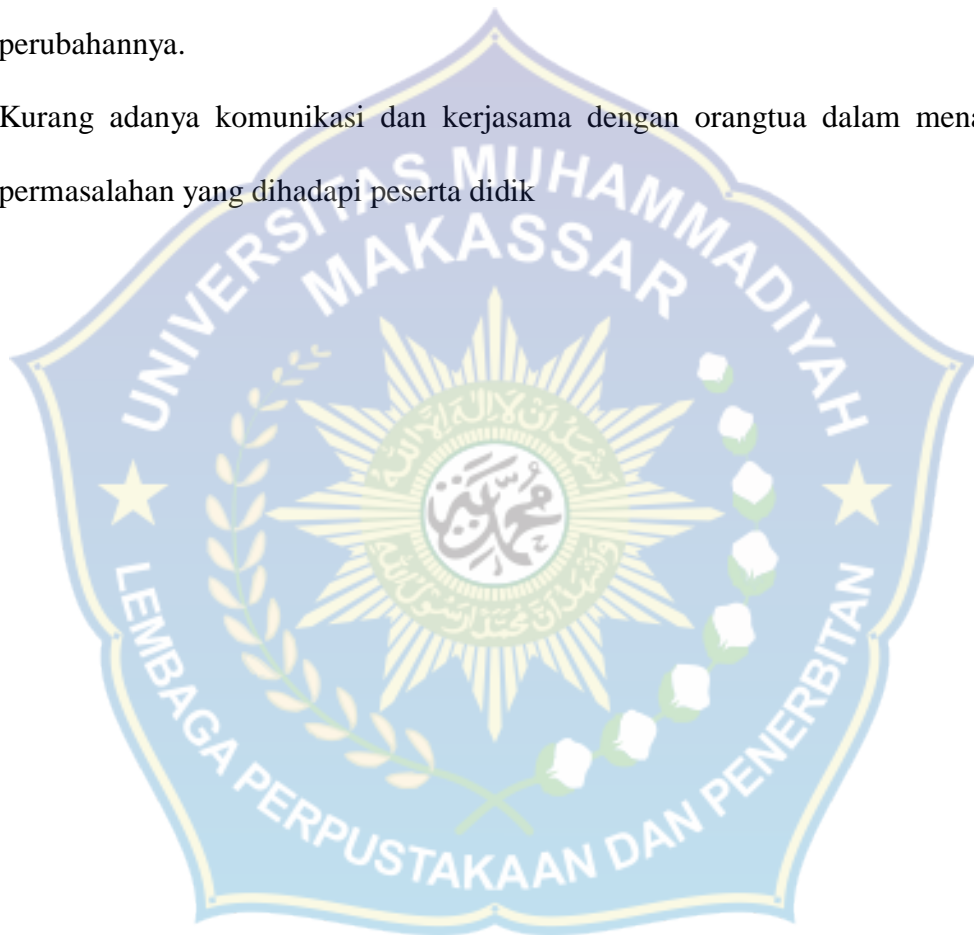 perubahannya.
Kurang adanya komunikasi dan kerjasama dengan orangtua dalam
permasalahan yang dihadapi peserta didik
UNIVERSITAS MUHAMMADIYAH
MAKASSAR
LEMBAGA PERPUSTAKAAN DAN PENERBITAN